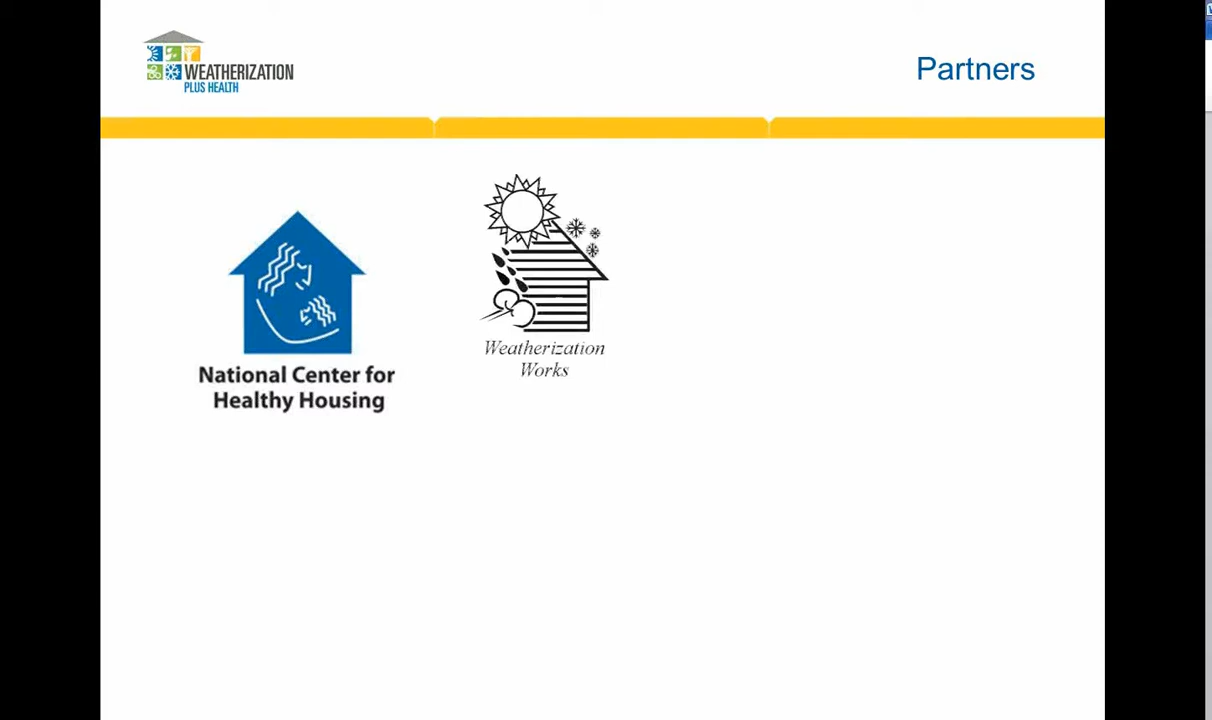 WEATHERIZATION
PLUS HEALTH
Partners
National Center for
Healthy Housing
Weatherization
Works